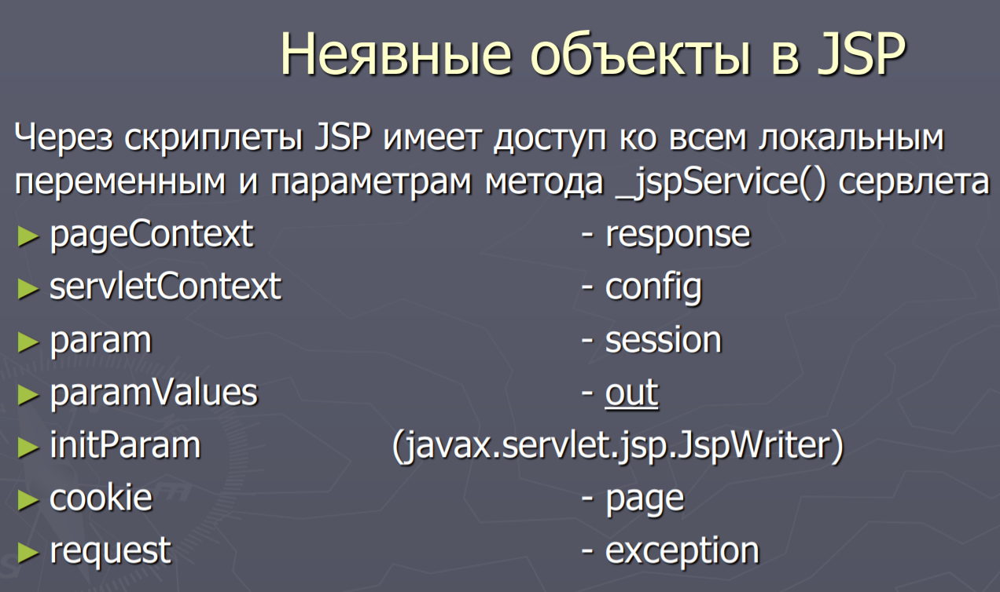 Неявные объекты в JSP
Через скриплеты JSP имеет доступ ко всем локальным
переменным и параметрам метода _jspService() сервлета
► pageContext - response
► servletContext - config
► param - session
► paramValues - out
► initParam (javax.servlet.jsp.JspWriter)
► cookie - page
► request - exception